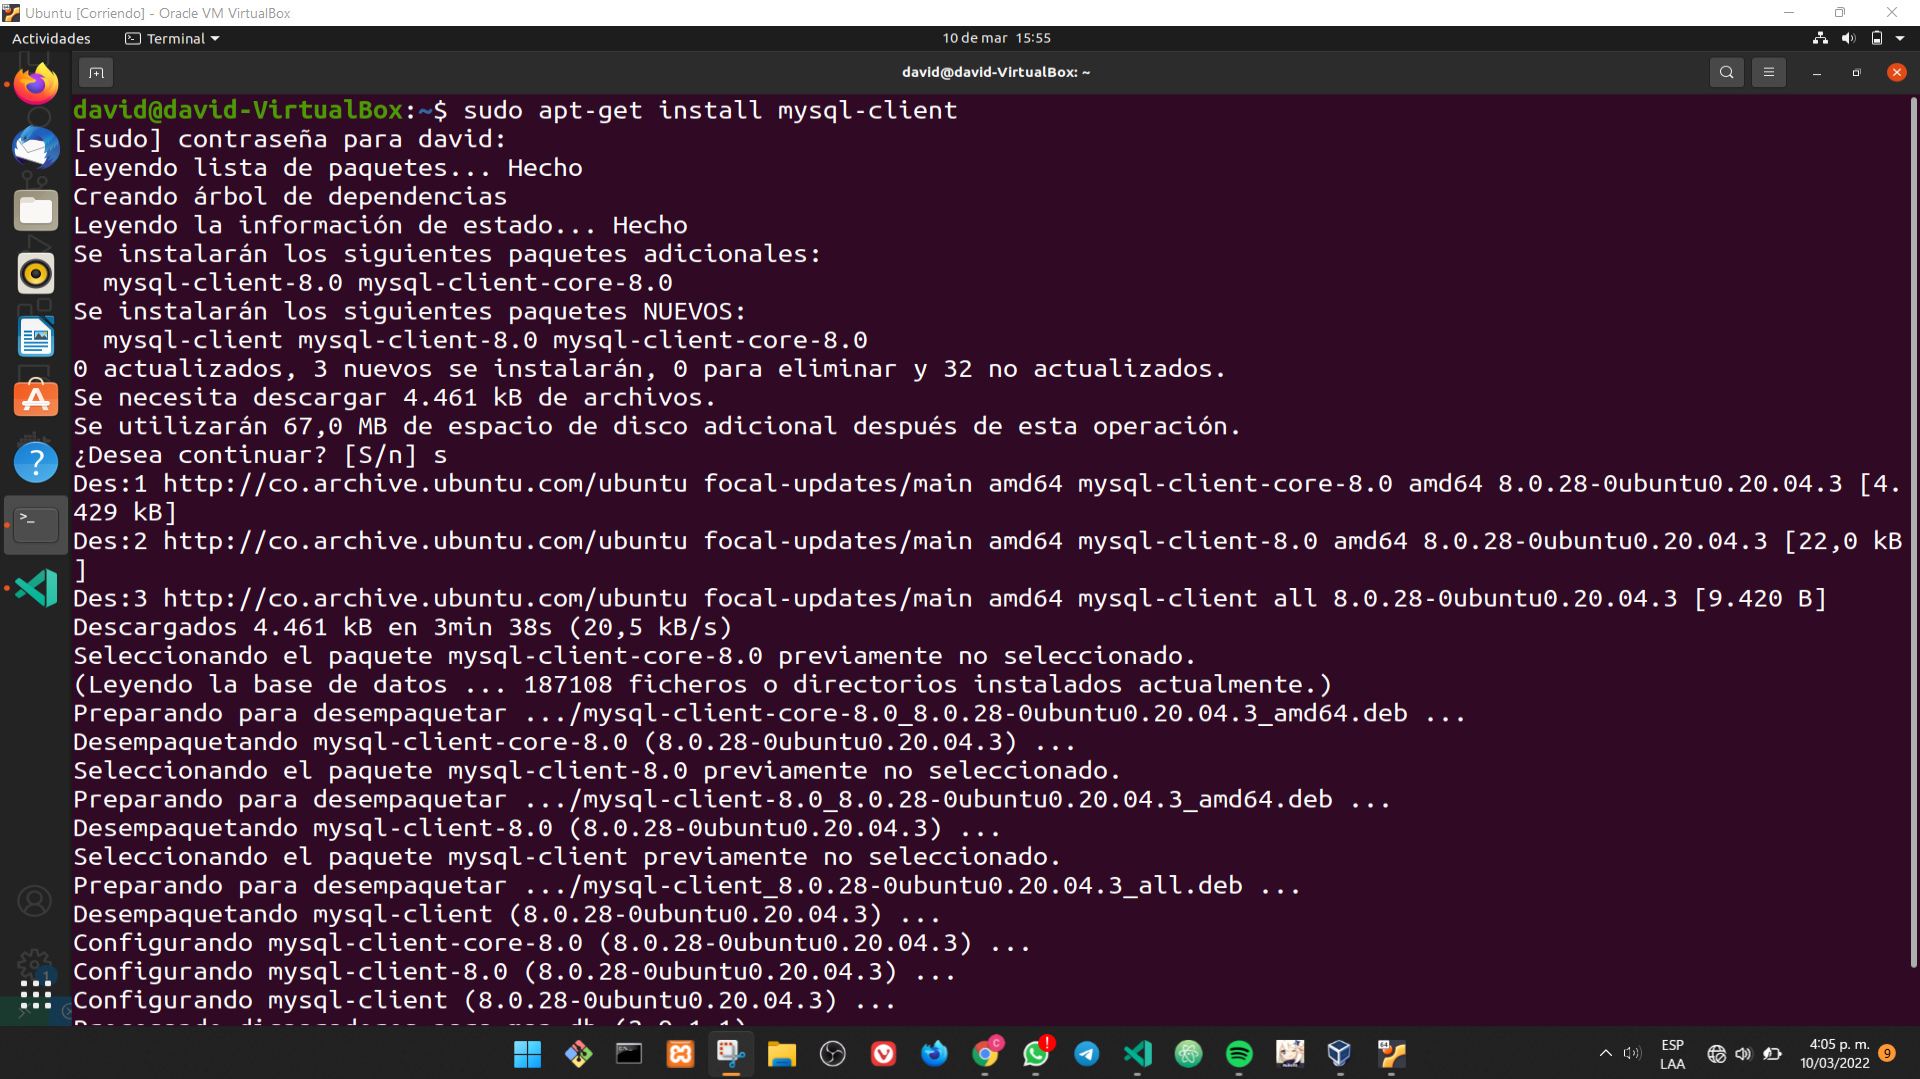 Ubuntu [Corriendo] - Oracle VM VirtualBox
Actividades
Terminal
10 de mar 15:55
david@david-VirtualBox: ~
david@david-VirtualBox:~$ sudo apt-get install mysql-client
[sudo] contraseña para david:
Leyendo lista de paquetes... Hecho
Creando árbol de dependencias
Leyendo la información de estado... Hecho
Se instalarán los siguientes paquetes adicionales:
  mysql-client-8.0 mysql-client-core-8.0
Se instalarán los siguientes paquetes NUEVOS:
  mysql-client mysql-client-8.0 mysql-client-core-8.0
0 actualizados, 3 nuevos se instalarán, 0 para eliminar y 32 no actualizados.
Se necesita descargar 4.461 kB de archivos.
Se utilizarán 67,0 MB de espacio de disco adicional después de esta operación.
¿Desea continuar? [S/n] s
Des:1 http://co.archive.ubuntu.com/ubuntu focal-updates/main amd64 mysql-client-core-8.0 amd64 8.0.28-0ubuntu0.20.04.3 [4.
429 kB]
Des:2 http://co.archive.ubuntu.com/ubuntu focal-updates/main amd64 mysql-client-8.0 amd64 8.0.28-0ubuntu0.20.04.3 [22,0 kB
]
Des:3 http://co.archive.ubuntu.com/ubuntu focal-updates/main amd64 mysql-client all 8.0.28-0ubuntu0.20.04.3 [9.420 B]
Descargados 4.461 kB en 3min 38s (20,5 kB/s)
Seleccionando el paquete mysql-client-core-8.0 previamente no seleccionado.
(Leyendo la base de datos ... 187108 ficheros o directorios instalados actualmente.)
Preparando para desempaquetar .../mysql-client-core-8.0_8.0.28-0ubuntu0.20.04.3_amd64.deb ...
Desempaquetando mysql-client-core-8.0 (8.0.28-0ubuntu0.20.04.3) ...
Seleccionando el paquete mysql-client-8.0 previamente no seleccionado.
Preparando para desempaquetar .../mysql-client-8.0_8.0.28-0ubuntu0.20.04.3_amd64.deb ...
Desempaquetando mysql-client-8.0 (8.0.28-0ubuntu0.20.04.3) ...
Seleccionando el paquete mysql-client previamente no seleccionado.
Preparando para desempaquetar .../mysql-client_8.0.28-0ubuntu0.20.04.3_all.deb ...
Desempaquetando mysql-client (8.0.28-0ubuntu0.20.04.3) ...
Configurando mysql-client-core-8.0 (8.0.28-0ubuntu0.20.04.3) ...
Configurando mysql-client-8.0 (8.0.28-0ubuntu0.20.04.3) ...
Configurando mysql-client (8.0.28-0ubuntu0.20.04.3) ...
1
ESP
LAA
4:05 p. m.
10/03/2022
9